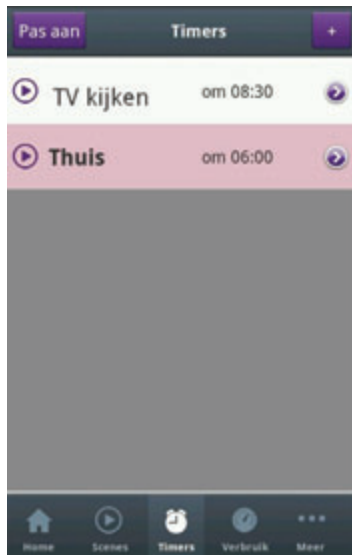 Pas aan Timers +
TV kijken om 08:30
Thuis om 06:00
Home Scenes Timers Verbruik Meer